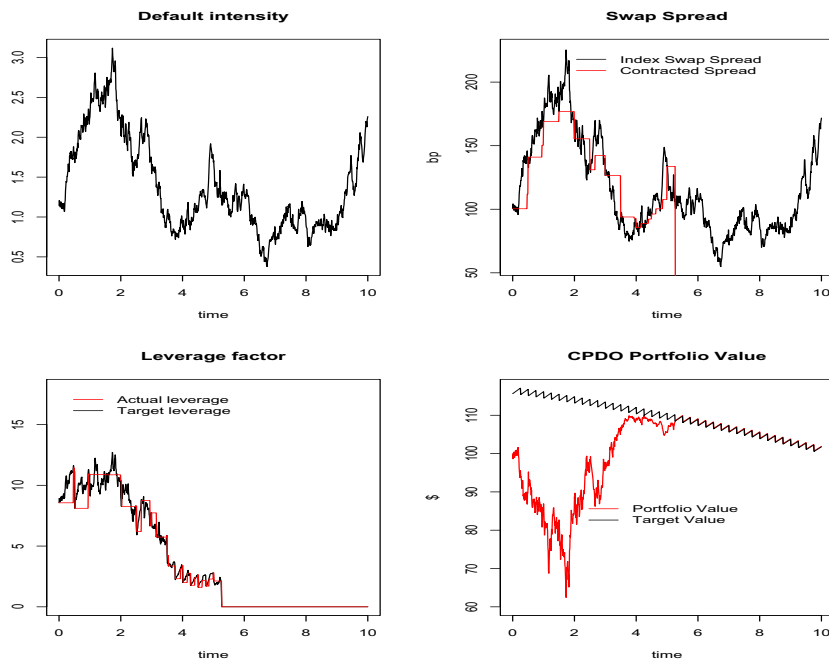 Default intensity
3.0
2.5
2.0
1.5
1.0
0.5
0 2 4 6 8 10
time
Swap Spread
Index Swap Spread
Contracted Spread
bp
200
150
100
50
0 2 4 6 8 10
time
Leverage factor
Actual leverage
Target leverage
15
10
5
0
0 2 4 6 8 10
time
CPDO Portfolio Value
$
110
100
90
80
70
60
Portfolio Value
Target Value
0 2 4 6 8 10
time